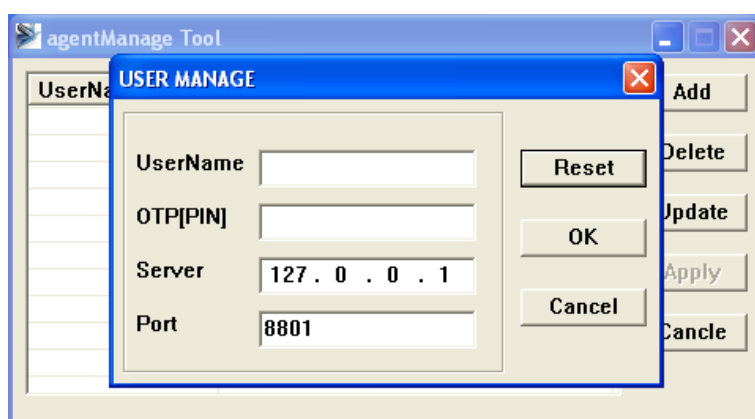 agentManage Tool
UserNa
USER MANAGE
Add
UserName
Reset
Delete
OTP[PIN]
Update
OK
Server
127 . 0 . 0 . 1
Apply
Cancel
Port
8801
Cancle